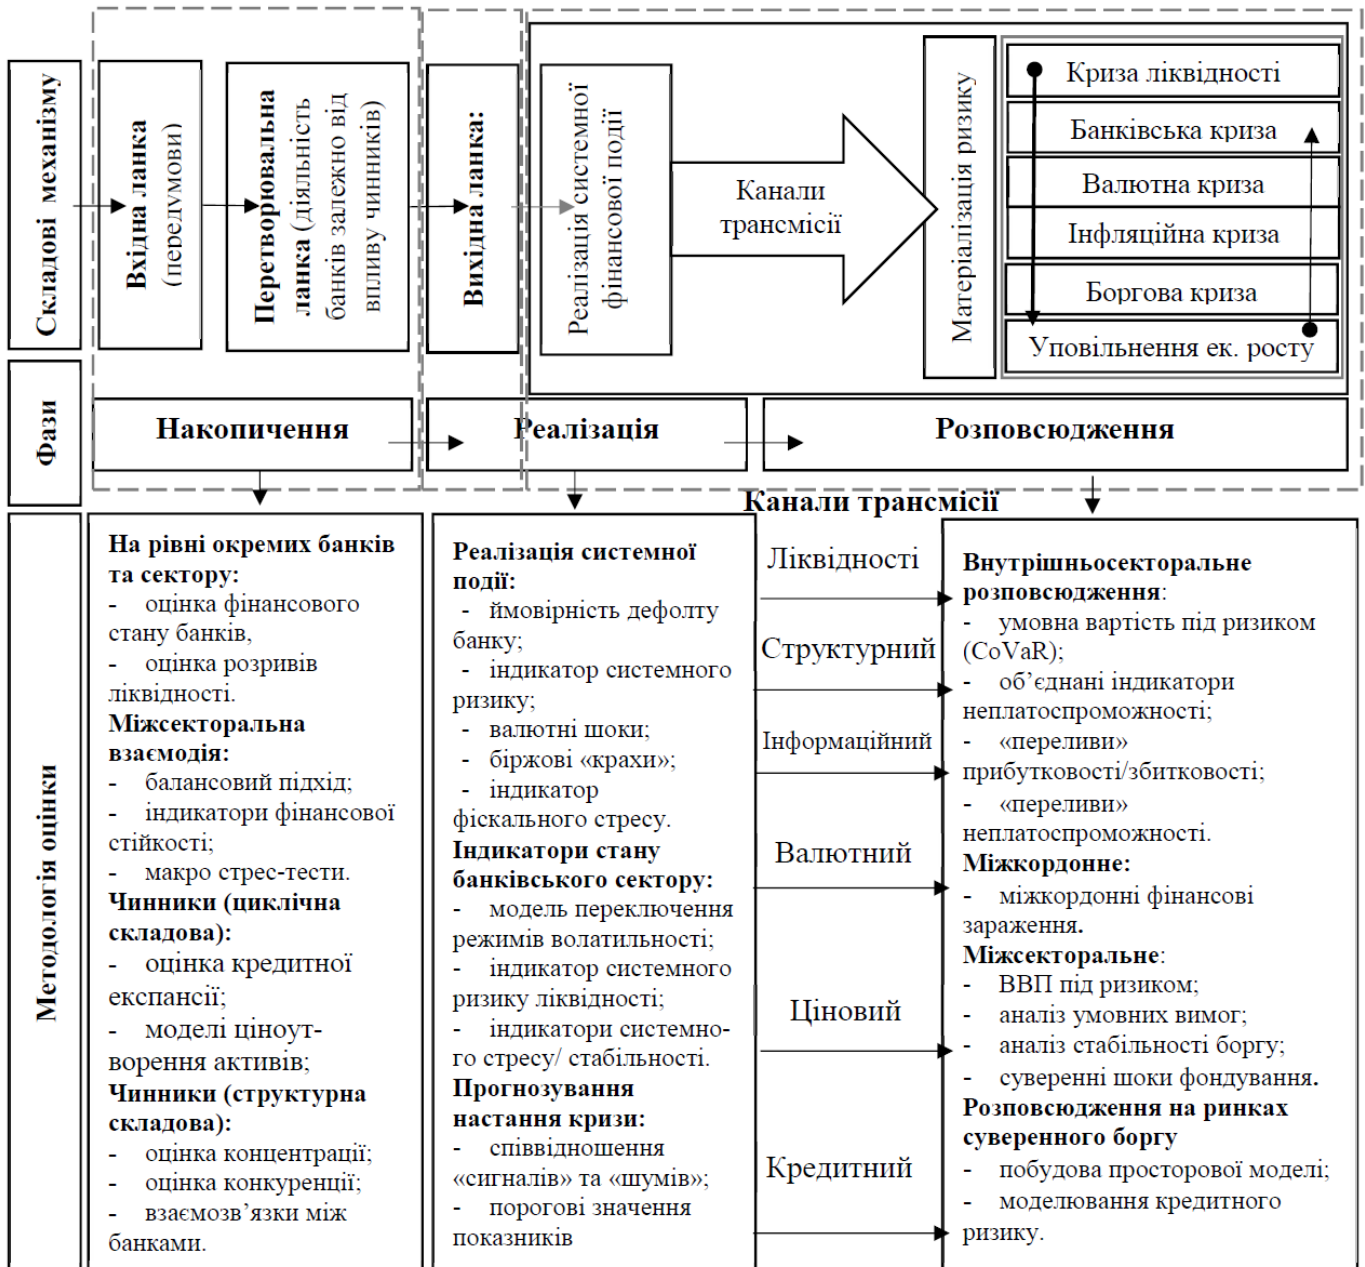 Складові механізму
Вхідна ланка
(передумови)
Перетворювальна
ланка (діяльність
банків залежно від
впливу чинників)
Вихідна ланка:
Реалізація системної
фінансової події
Канали
трансмісії
Матеріалізація ризику
Криза ліквідності
Банківська криза
Валютна криза
Інфляційна криза
Боргова криза
Уповільнення ек. росту
Фази
Накопичення
Реалізація
Розповсюдження
Канали трансмісії
Методологія оцінки
На рівні окремих банків
та сектору:
- оцінка фінансового
стану банків,
- оцінка розривів
ліквідності.
Міжсекторальна
взаємодія:
- балансовий підхід;
- індикатори фінансової
стійкості;
- макро стрес-тести.
Чинники (циклічна
складова):
- оцінка кредитної
експансії;
- моделі ціноут-
ворення активів;
Чинники (структурна
складова):
- оцінка концентрації;
- оцінка конкуренції;
- взаємозв’язки між
банками.
Реалізація системної
події:
- ймовірність дефолту
банку;
- індикатор системного
ризику;
- валютні шоки;
- біржові «крахи»;
- індикатор
фіскального стресу.
Індикатори стану
банківського сектору:
- модель переключення
режимів волатильності;
- індикатор системного
ризику ліквідності;
- індикатори системно-
го стресу/ стабільності.
Прогнозування
настання кризи:
- співвідношення
«сигналів» та «шумів»;
- порогові значення
показників
Ліквідності
Структурний
Інформаційний
Валютний
Ціновий
Кредитний
Внутрішньосекторальне
розповсюдження:
- умовна вартість під ризиком
(CoVaR);
- об’єднані індикатори
неплатоспроможності;
- «переливи»
прибутковості/збитковості;
- «переливи»
неплатоспроможності.
Міжкордонне:
- міжкордонні фінансові
зараження.
Міжсекторальне:
- ВВП під ризиком;
- аналіз умовних вимог;
- аналіз стабільності боргу;
- суверенні шоки фондування.
Розповсюдження на ринках
суверенного боргу
- побудова просторової моделі;
- моделювання кредитного
ризику.